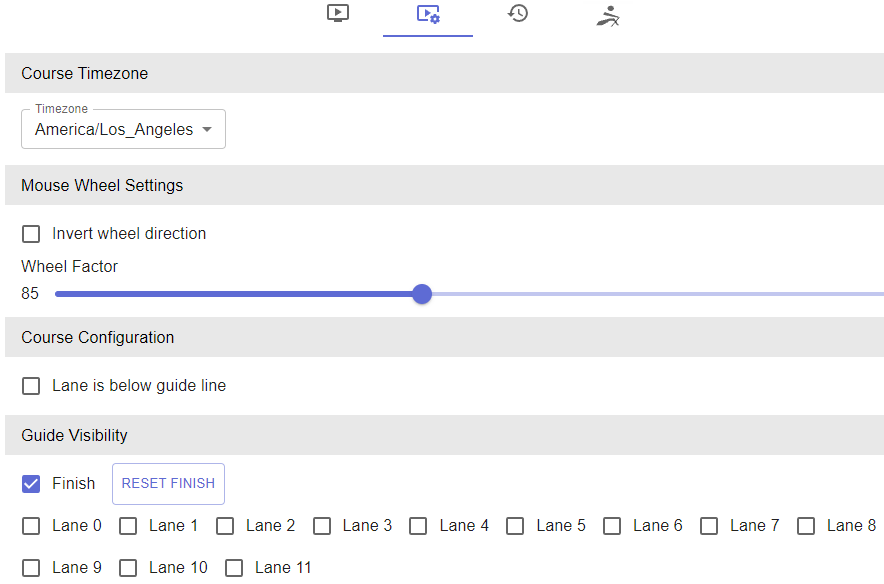 Course Timezone
Timezone
America/Los_Angeles
Mouse Wheel Settings
Invert wheel direction
Wheel Factor
85
Course Configuration
Lane is below guide line
Guide Visibility
Finish RESET FINISH
Lane 0 Lane 1 Lane 2 Lane 3 Lane 4 Lane 5 Lane 6 Lane 7 Lane 8
Lane 9 Lane 10 Lane 11